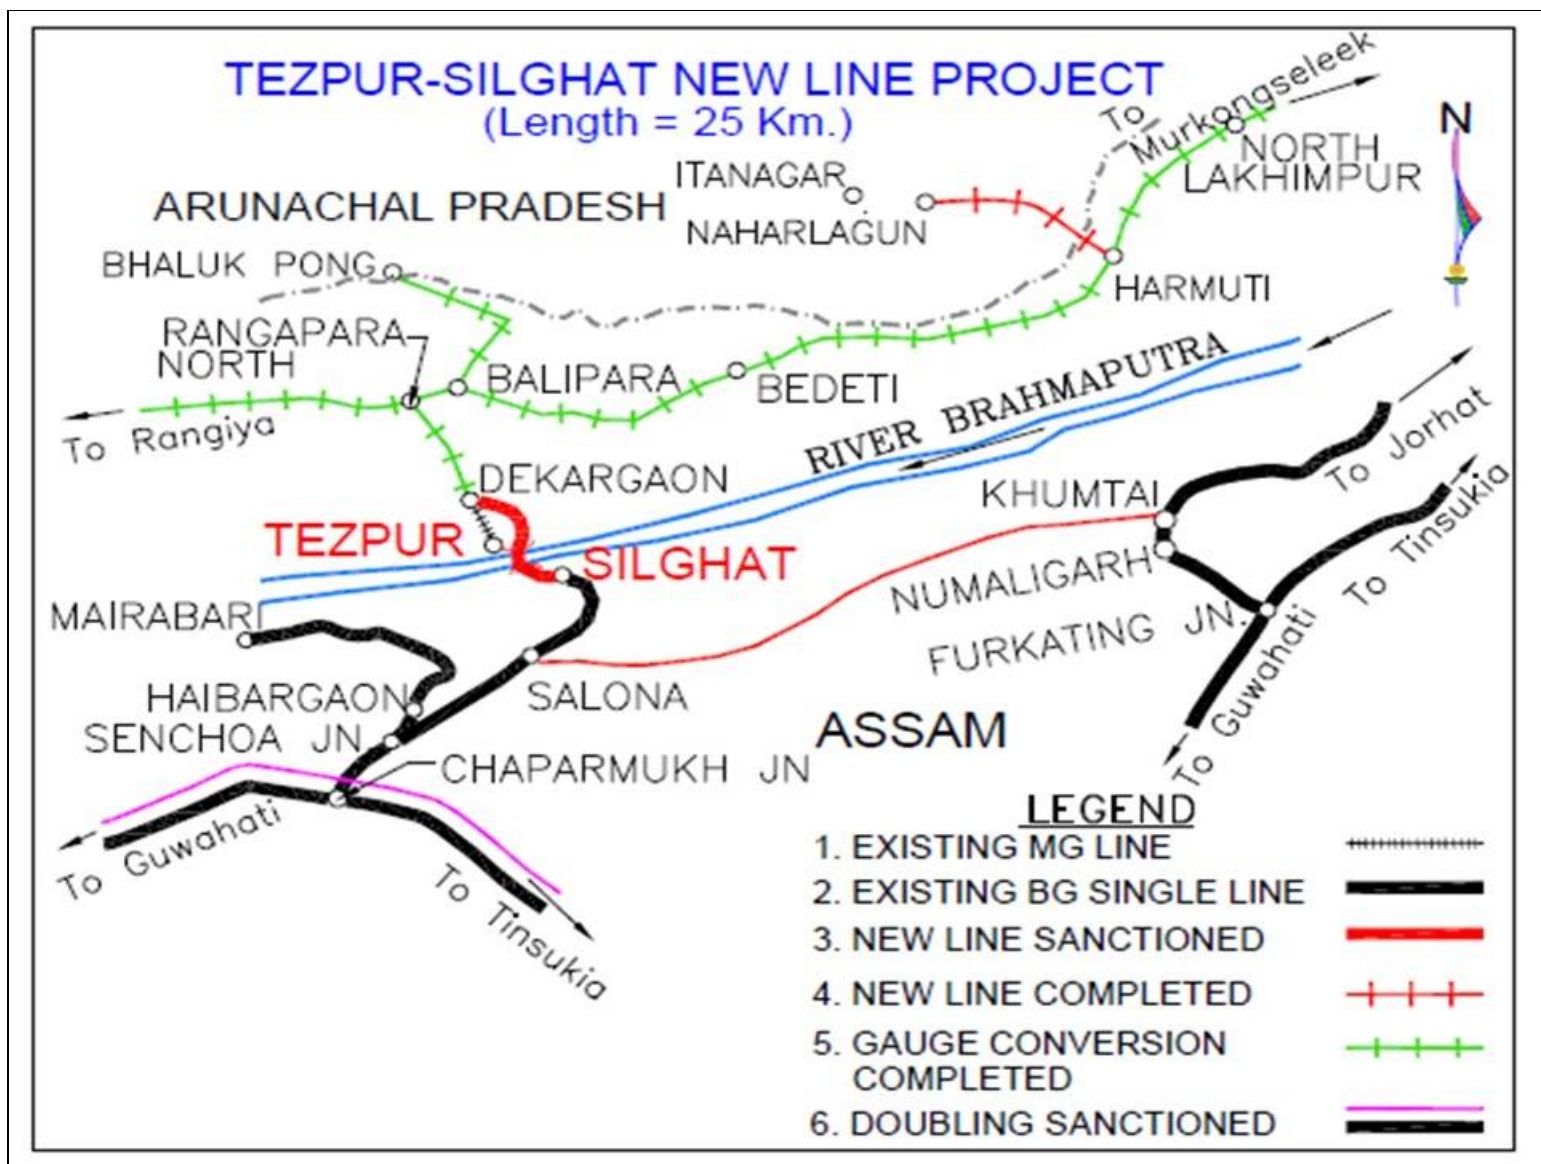 TEZPUR-SILGHAT NEW LINE PROJECT
(Length = 25 Km.)
To Murkongseleek
N
ITANAGAR
NORTH
LAKHIMPUR
ARUNACHAL PRADESH
NAHARLAGUN
BHALUK PONG
HARMUTI
RANGAPARA
NORTH
BALIPARA
BEDETI
RIVER BRAHMAPUTRA
To Rangiya
To Jorhat
DEKARGAON
KHUMTAI
To Tinsukia
TEZPUR
SILGHAT
NUMALIGARH
MAIRABARI
FURKATING JN.
HAIBARGAON
SALONA
To Guwahati
SENCHOA JN
ASSAM
CHAPARMUKH JN
To Guwahati
To Tinsukia
LEGEND
1. EXISTING MG LINE
2. EXISTING BG SINGLE LINE
3. NEW LINE SANCTIONED
4. NEW LINE COMPLETED
5. GAUGE CONVERSION
COMPLETED
6. DOUBLING SANCTIONED